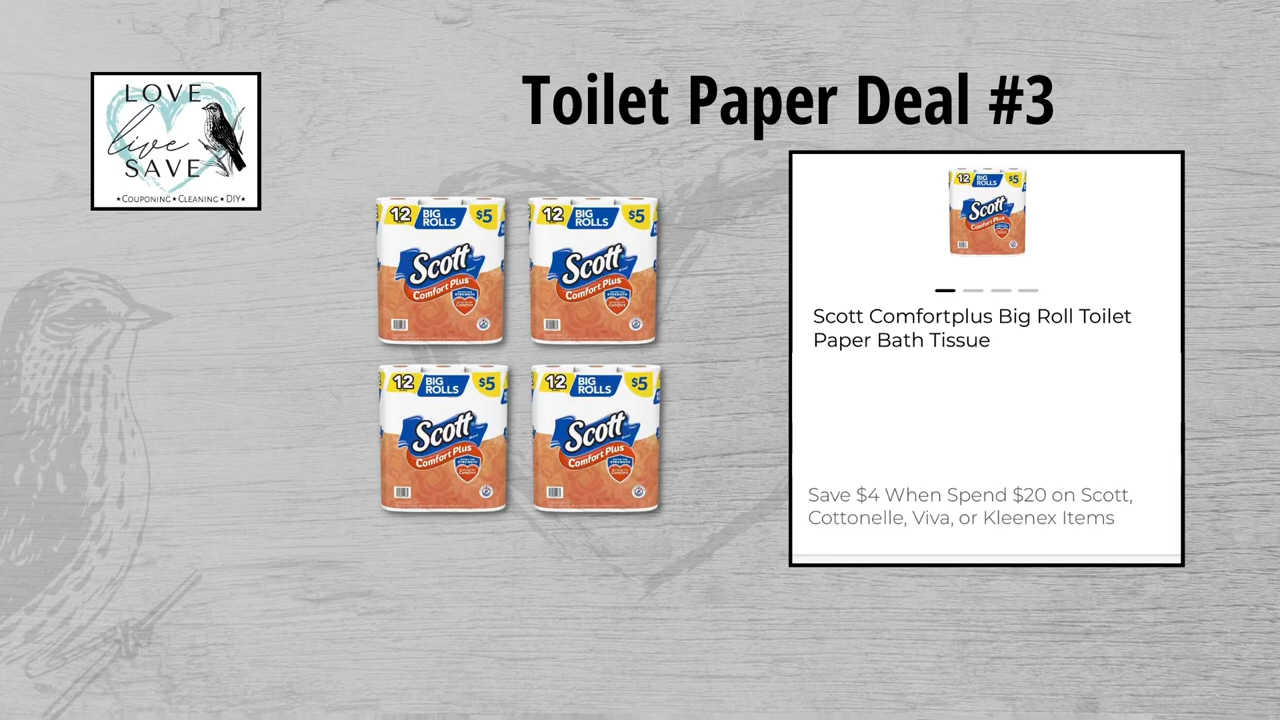 LOVE
live
SAVE
★COUPONING★CLEANING★DIY★
Toilet Paper Deal #3
12 BIG ROLLS $5
Scott
Comfort Plus
12 BIG ROLLS $5
Scott
Comfort Plus
12 BIG ROLLS $5
Scott
Comfort Plus
12 BIG ROLLS $5
Scott
Comfort Plus
12 BIG ROLLS $5
Scott
Comfort Plus
Scott Comfortplus Big Roll Toilet
Paper Bath Tissue
Save $4 When Spend $20 on Scott,
Cottonelle, Viva, or Kleenex Items